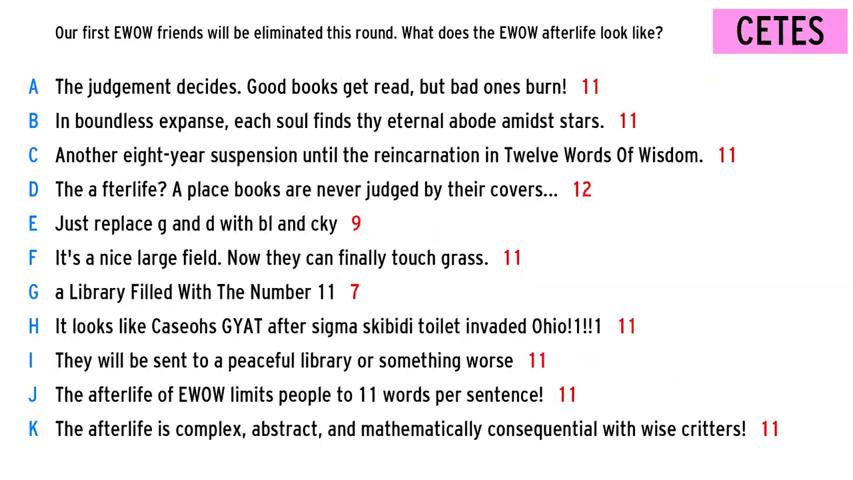 Our first EWOW friends will be eliminated this round. What does the EWOW afterlife look like?
CETES
A The judgement decides. Good books get read, but bad ones burn! 11
B In boundless expanse, each soul finds thy eternal abode amidst stars. 11
C Another eight-year suspension until the reincarnation in Twelve Words Of Wisdom. 11
D The a fterlife? A place books are never judged by their covers... 12
E Just replace g and d with bl and cky 9
F It's a nice large field. Now they can finally touch grass. 11
G a Library Filled With The Number 11 7
H It looks like Caseohs GYAT after sigma skibidi toilet invaded Ohio!1!!1 11
I They will be sent to a peaceful library or something worse 11
J The afterlife of EWOW limits people to 11 words per sentence! 11
K The afterlife is complex, abstract, and mathematically consequential with wise critters! 11